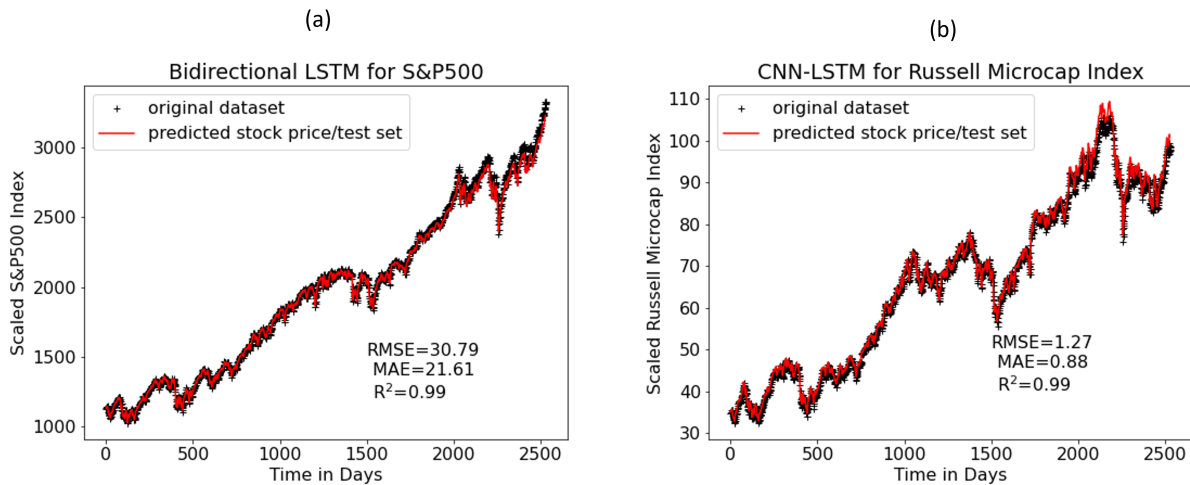 (a)
Bidirectional LSTM for S&P500
+ original dataset
predicted stock price/test set
Scaled S&P500 Index
3000
2500
2000
1500
1000
RMSE=30.79
MAE=21.61
R²=0.99
0 500 1000 1500 2000 2500
Time in Days
(b)
CNN-LSTM for Russell Microcap Index
+ original dataset
predicted stock price/test set
Scaled Russell Microcap Index
110
100
90
80
70
60
50
40
30
RMSE=1.27
MAE=0.88
R²=0.99
0 500 1000 1500 2000 2500
Time in Days